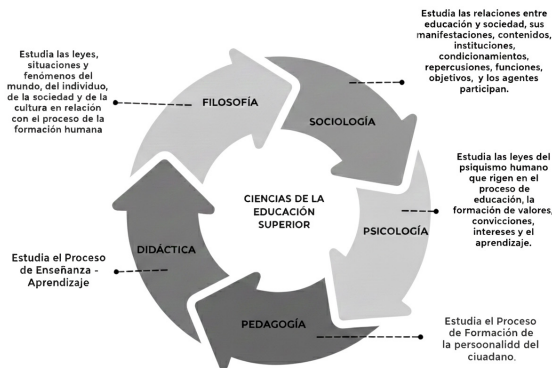 Estudia las relaciones entre
educación y sociedad, sus
manifestaciones, contenidos,
instituciones,
condicionamientos,
repercusiones, funciones,
objetivos, y los agentes
participan.
Estudia las leyes,
situaciones y
fenómenos del
mundo, del individuo,
de la sociedad y de la
cultura en relación
con el proceso de la
formación humana
FILOSOFÍA
SOCIOLOGÍA
Estudia las leyes del
psiquismo humano
que rigen en el
proceso de
educación, la
formación de valores,
convicciones,
intereses y el
aprendizaje.
CIENCIAS DE LA
EDUCACIÓN
SUPERIOR
PSICOLOGÍA
DIDÁCTICA
Estudia el Proceso
de Enseñanza -
Aprendizaje
PEDAGOGÍA
Estudia el Proceso
de Formación de
la persoonalidd del
ciuadano.